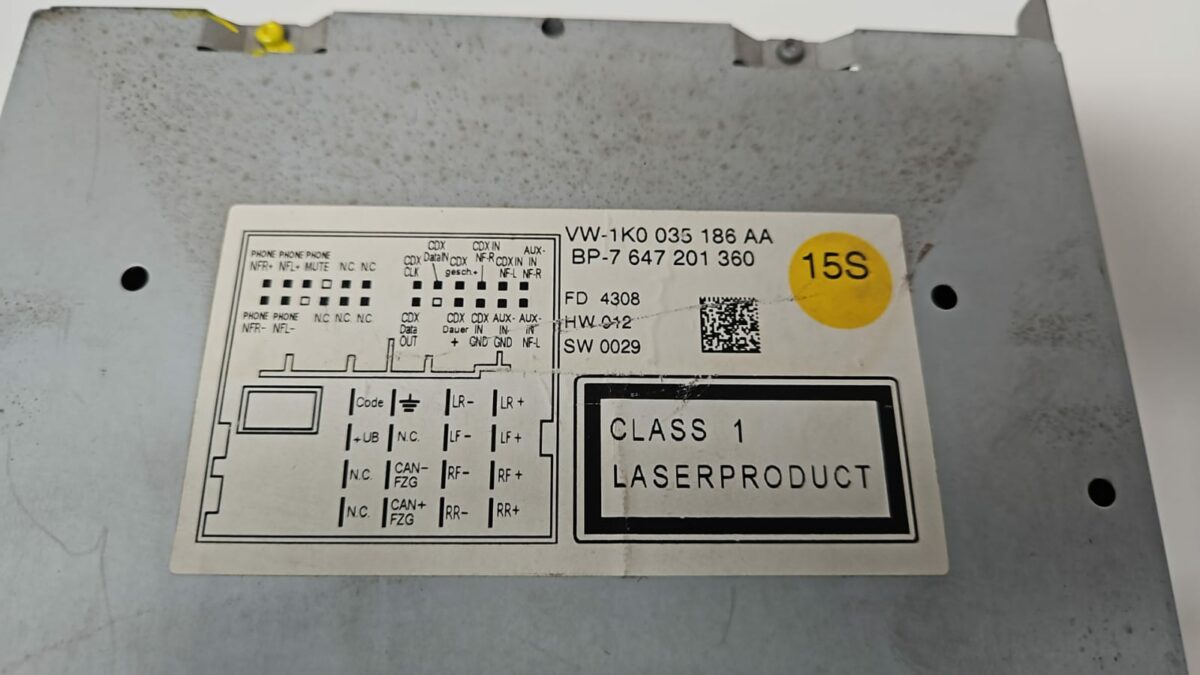 VW-1K0 035 186 AA
BP-7 647 201 360
15S
FD 4308
HW 012
SW 0029
CLASS 1
LASERPRODUCT
PHONE PHONE PHONE
NFR+ NFL+ MUTE N.C. N.C
PHONE PHONE
NFR- NFL- N.C N.C. N.C
CDX
CLK
CDX
DataIN
CDX
gesch.+
CDX IN
NF-R
CDX IN
NF-L
AUX-
IN
NF-R
CDX
Data
OUT
CDX
Dauer
+
CDX
IN
GND
AUX-
IN
GND
AUX-
IN
NF-L
Code LR- LR+
+UB N.C. LF- LF+
N.C. CAN-
FZG RF- RF+
N.C. CAN+
FZG RR- RR+